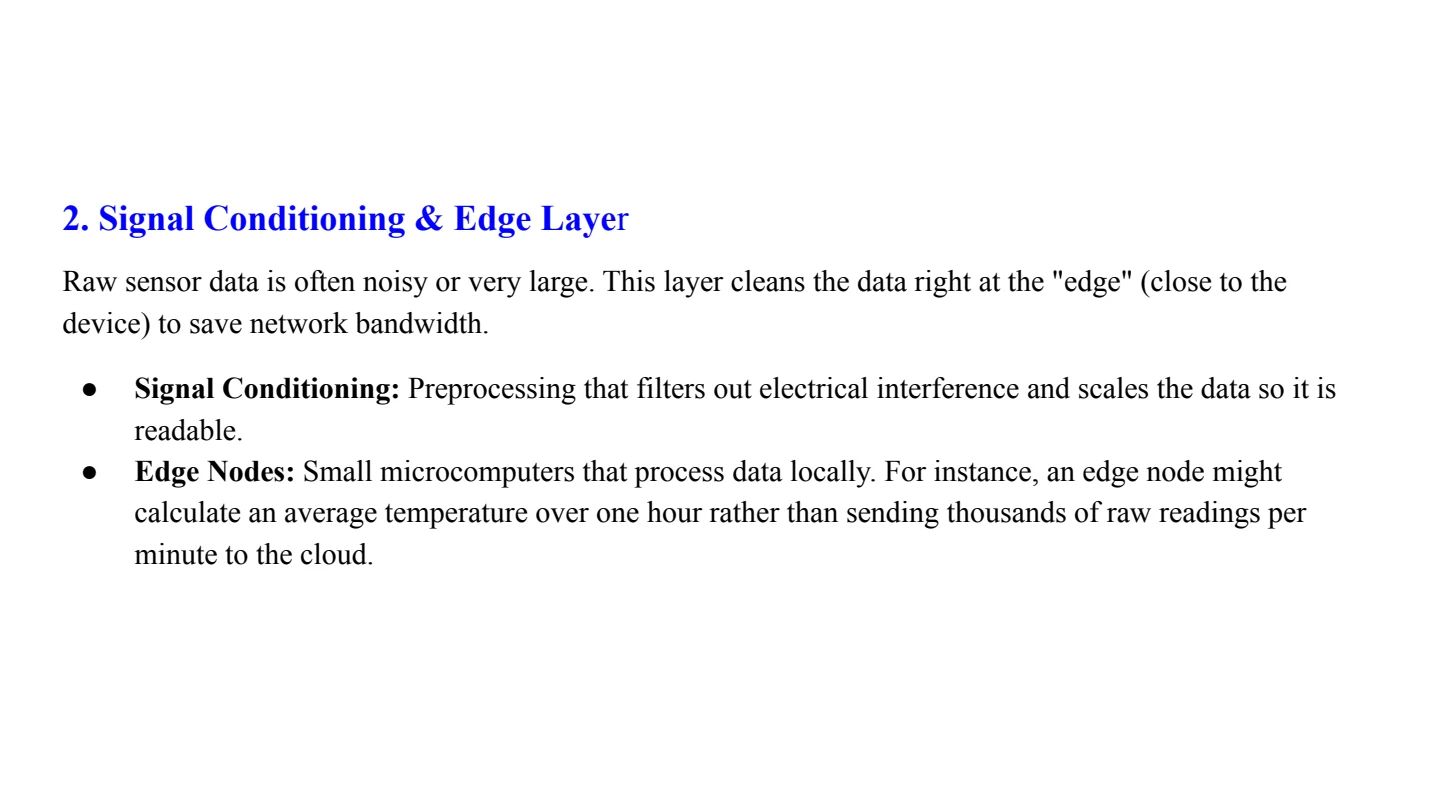 2. Signal Conditioning & Edge Layer
Raw sensor data is often noisy or very large. This layer cleans the data right at the "edge" (close to the
device) to save network bandwidth.
● Signal Conditioning: Preprocessing that filters out electrical interference and scales the data so it is
readable.
● Edge Nodes: Small microcomputers that process data locally. For instance, an edge node might
calculate an average temperature over one hour rather than sending thousands of raw readings per
minute to the cloud.